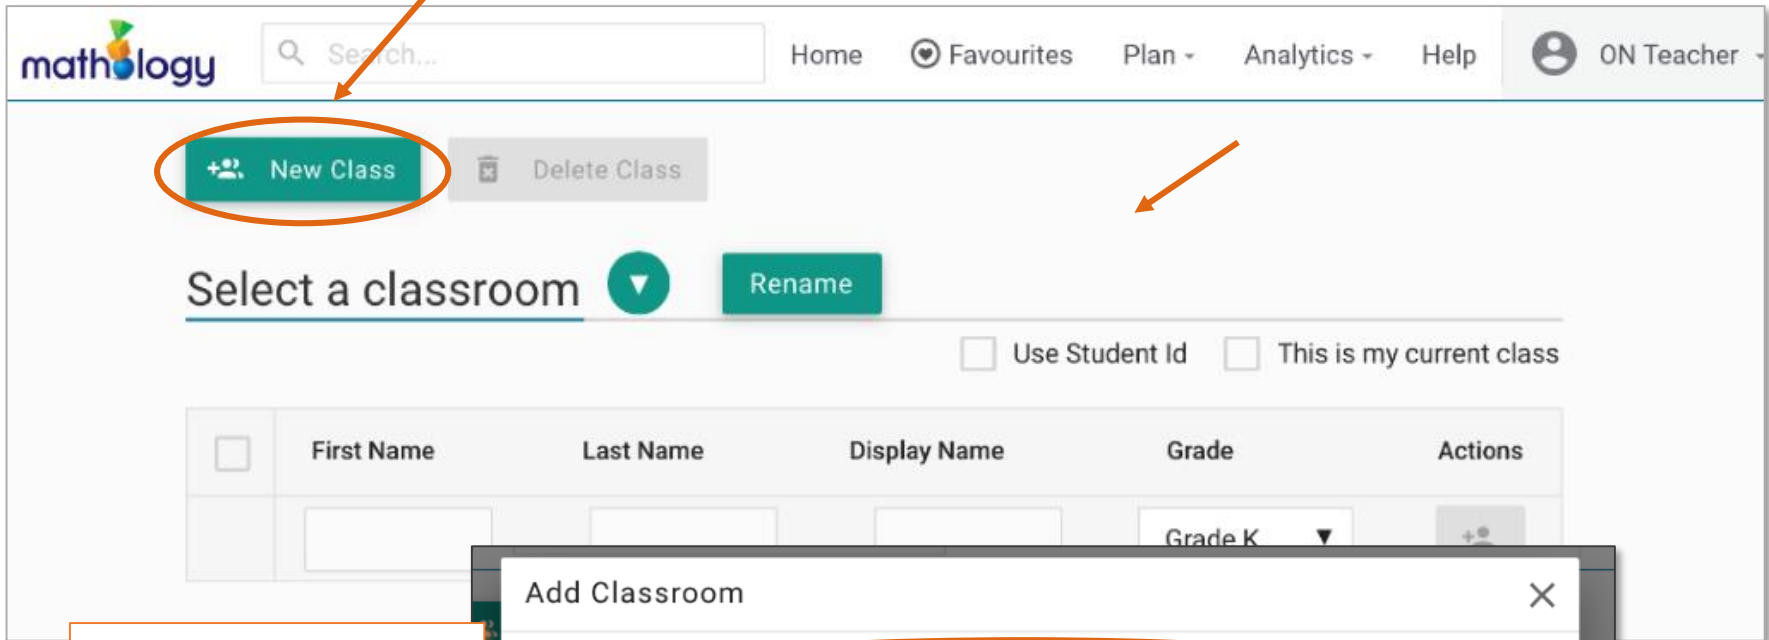 mathology Search... Home Favourites Plan Analytics Help ON Teacher
New Class Delete Class
Select a classroom Rename
Use Student Id This is my current class
First Name Last Name Display Name Grade Actions
Grade K
Add Classroom